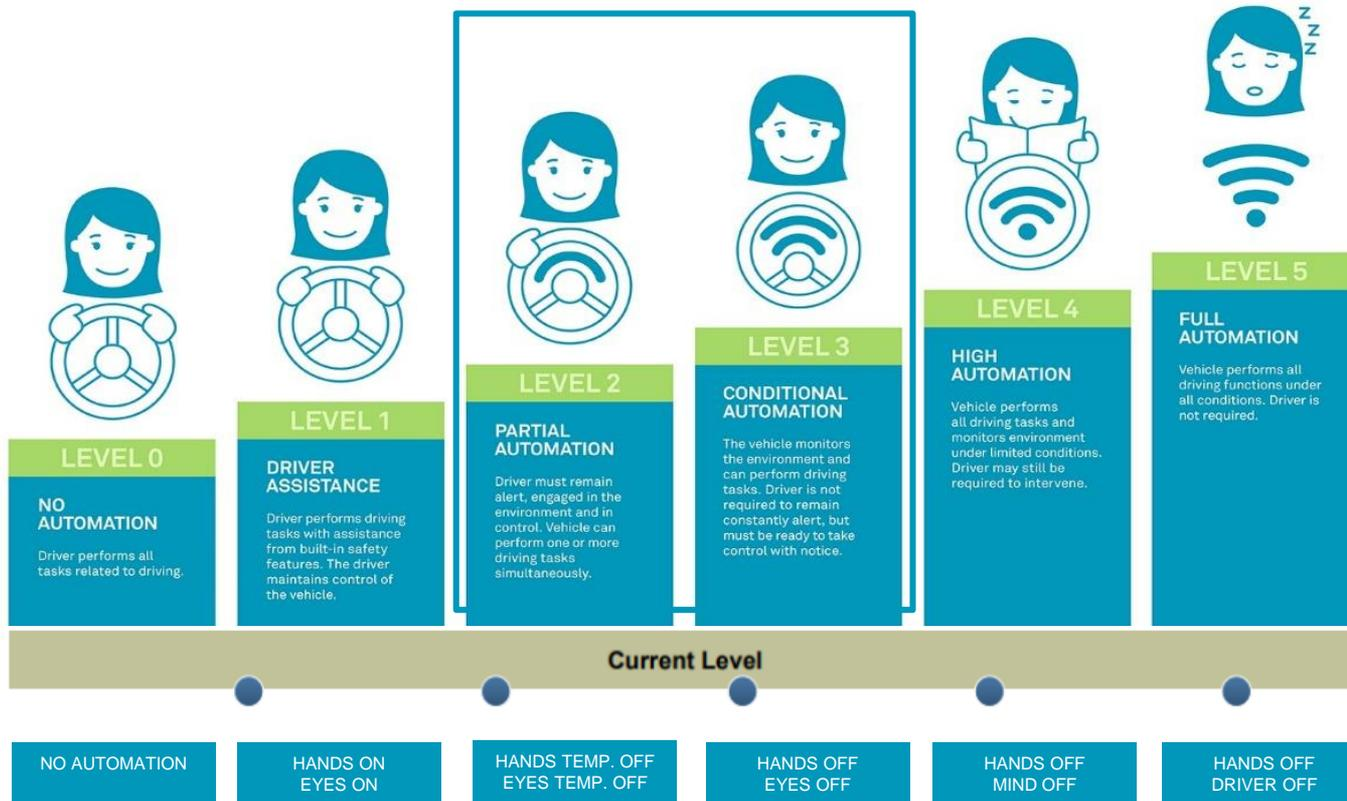 Z
Z
Z
LEVEL 0
NO
AUTOMATION
Driver performs all
tasks related to driving.
LEVEL 1
DRIVER
ASSISTANCE
Driver performs driving
tasks with assistance
from built-in safety
features. The driver
maintains control of
the vehicle.
LEVEL 2
PARTIAL
AUTOMATION
Driver must remain
alert, engaged in the
environment and in
control. Vehicle can
perform one or more
driving tasks
simultaneously.
LEVEL 3
CONDITIONAL
AUTOMATION
The vehicle monitors
the environment and
can perform driving
tasks. Driver is not
required to remain
constantly alert, but
must be ready to take
control with notice.
LEVEL 4
HIGH
AUTOMATION
Vehicle performs
all driving tasks and
monitors environment
under limited conditions.
Driver may still be
required to intervene.
LEVEL 5
FULL
AUTOMATION
Vehicle performs all
driving functions under
all conditions. Driver is
not required.
Current Level
NO AUTOMATION
HANDS ON
EYES ON
HANDS TEMP. OFF
EYES TEMP. OFF
HANDS OFF
EYES OFF
HANDS OFF
MIND OFF
HANDS OFF
DRIVER OFF